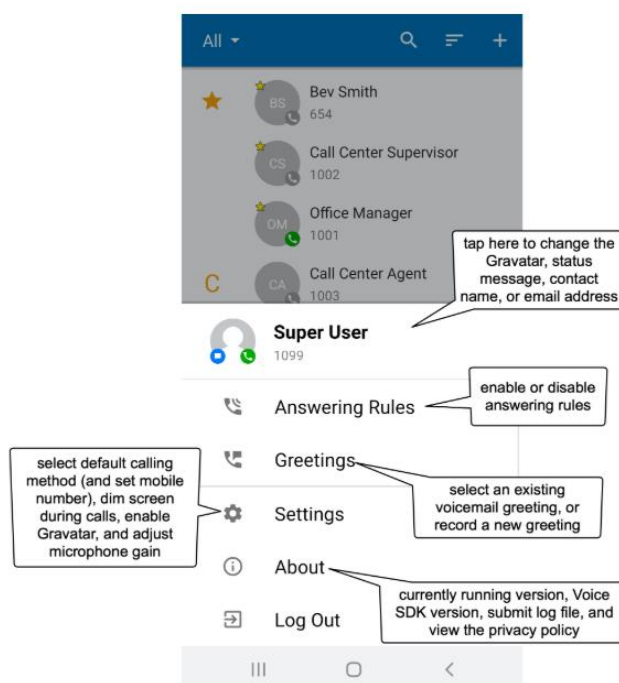 All
Bev Smith
BS
654
Call Center Supervisor
CS
1002
Office Manager
OM
1001
C
Call Center Agent
CA
1003
tap here to change the
Gravatar, status
message, contact
name, or email address
Super User
1099
Answering Rules
enable or disable
answering rules
Greetings
select an existing
voicemail greeting, or
record a new greeting
select default calling
method (and set mobile
number), dim screen
during calls, enable
Gravatar, and adjust
microphone gain
Settings
About
currently running version, Voice
SDK version, submit log file, and
view the privacy policy
Log Out